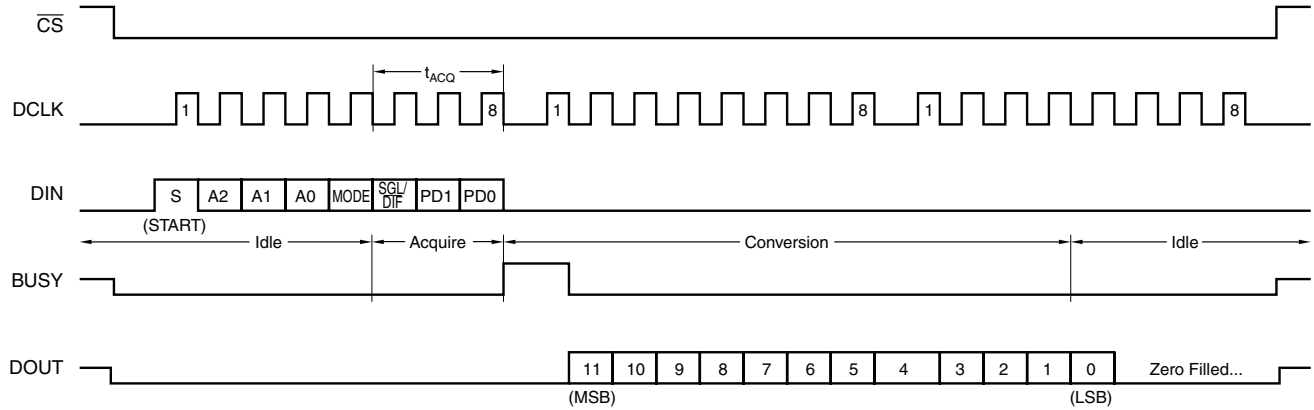 CS
tACQ
DCLK 1 8 1 8 1 8
DIN S A2 A1 A0 MODE SGL/DIF PD1 PD0
(START)
Idle Acquire Conversion Idle
BUSY
DOUT 11 10 9 8 7 6 5 4 3 2 1 0 Zero Filled...
(MSB) (LSB)